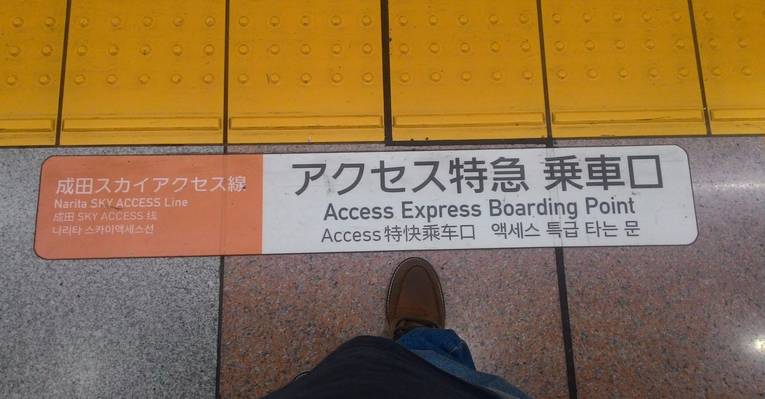 成田スカイアクセス線
Narita SKY ACCESS Line
成田 SKY ACCESS 线
나리타 스카이액세스선
アクセス特急 乗車口
Access Express Boarding Point
Access特快乘车口 액세스 특급 타는 문